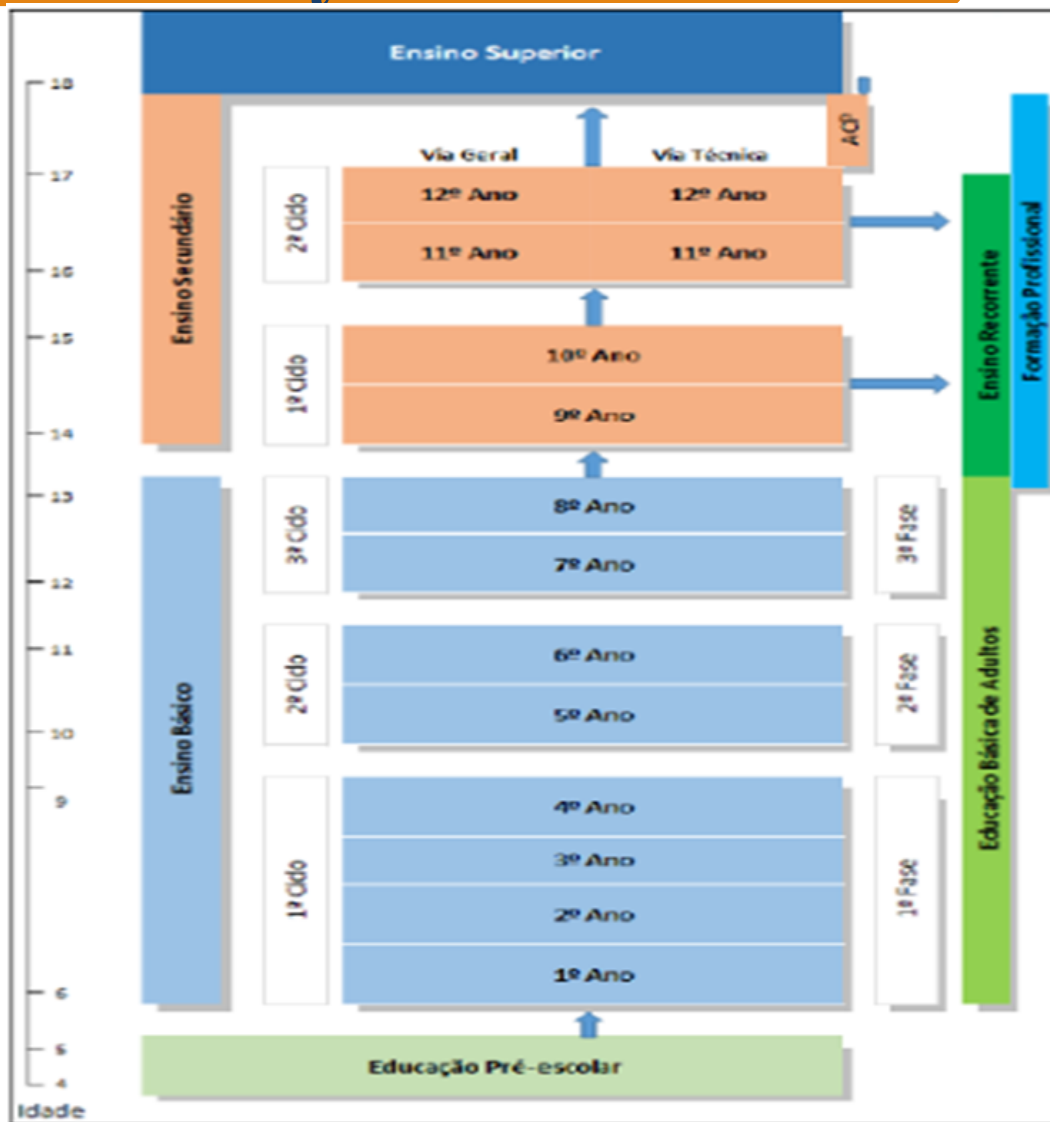 Ensino Superior
18
ACP
Via Geral Via Técnica
17
12º Ano 12º Ano
2º Ciclo
11º Ano 11º Ano
16
Ensino Secundário
15
10º Ano
1º Ciclo
9º Ano
14
Ensino Recorrente
Formação Profissional
13
8º Ano
3º Ciclo
3ª Fase
7º Ano
12
11
6º Ano
2º Ciclo
2ª Fase
5º Ano
10
Ensino Básico
Educação Básica de Adultos
9
4º Ano
3º Ano
1º Ciclo
1ª Fase
2º Ano
1º Ano
6
5
Educação Pré-escolar
4
Idade